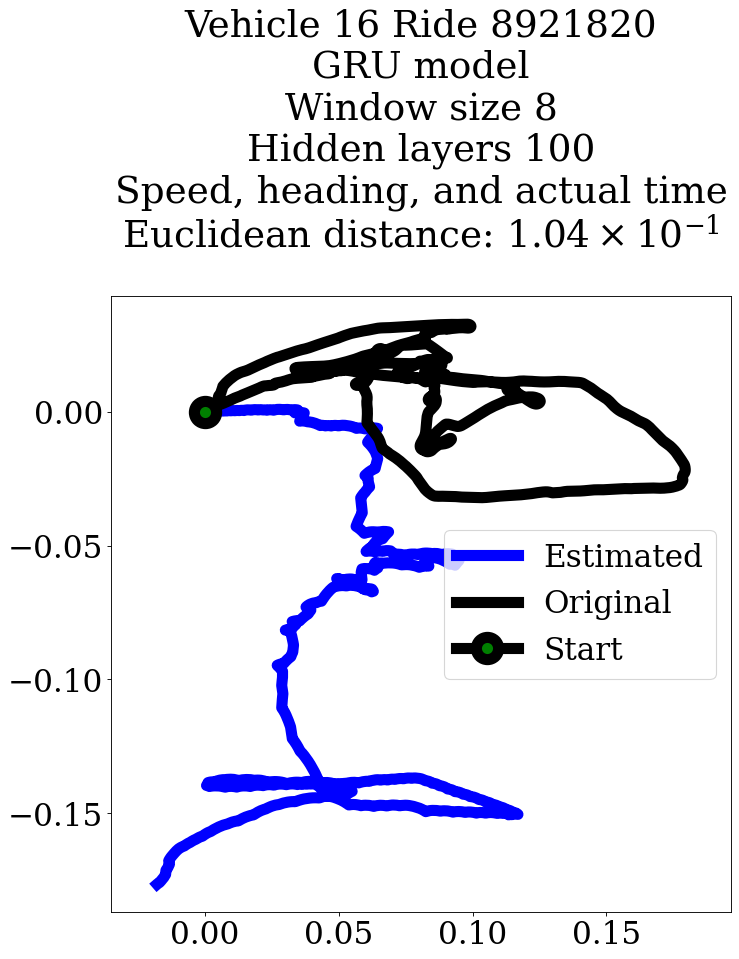 Vehicle 16 Ride 8921820
GRU model
Window size 8
Hidden layers 100
Speed, heading, and actual time
Euclidean distance: 1.04 × 10⁻¹
0.00
−0.05
−0.10
−0.15
Estimated
Original
Start
0.00 0.05 0.10 0.15